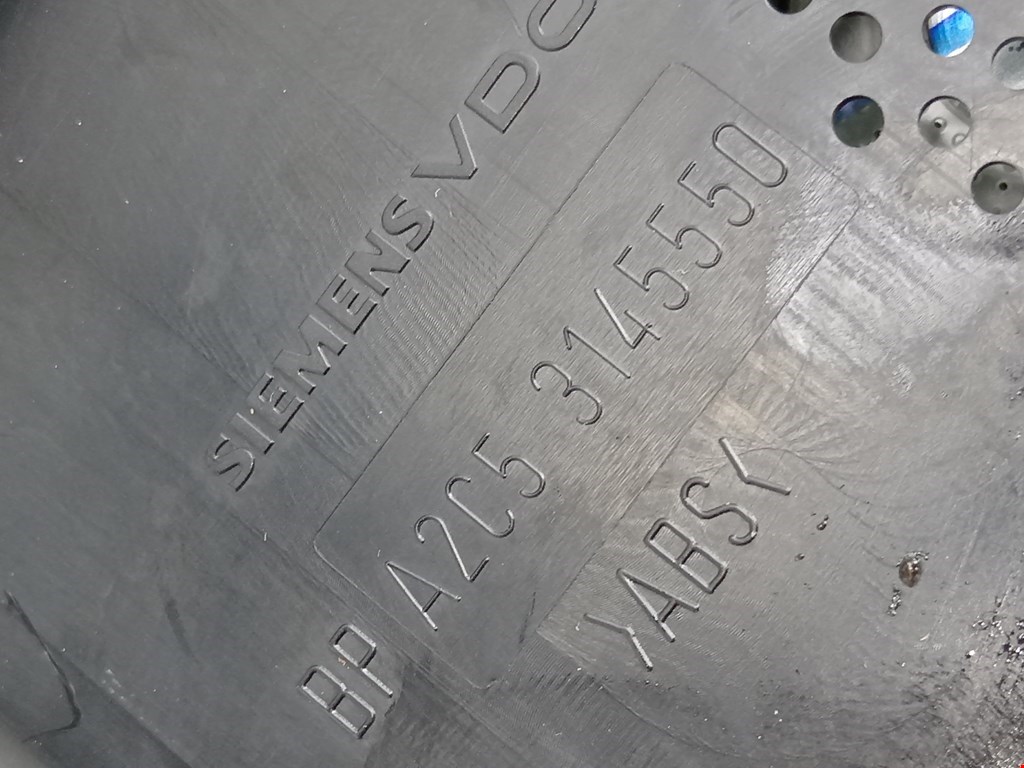 SIEMENS VDO
BP A2C5 3145550
YABSY